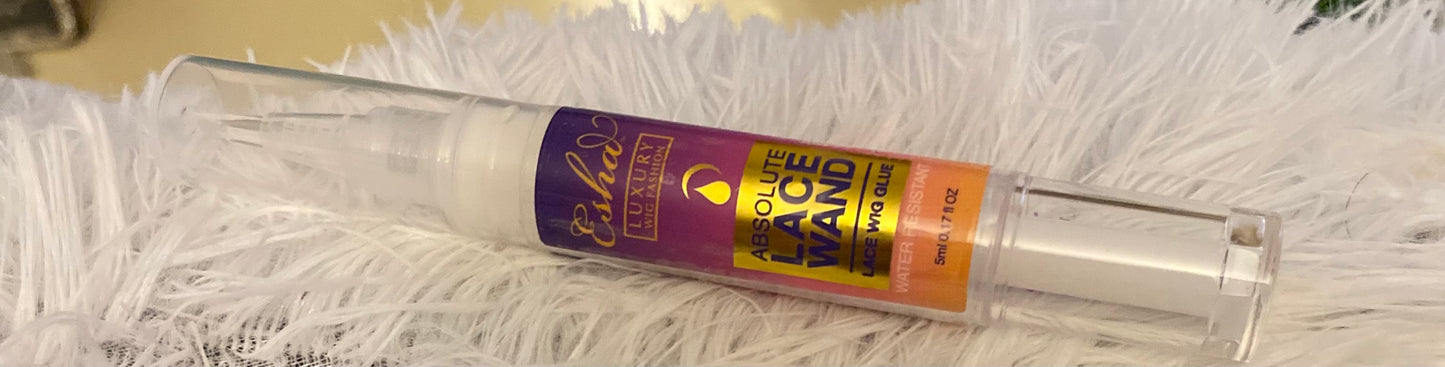 Esha
LUXURY
WIG FASHION
ABSOLUTE
LACE
WAND
LACE WIG GLUE
WATER RESISTANT
5ml 0.17 fl OZ